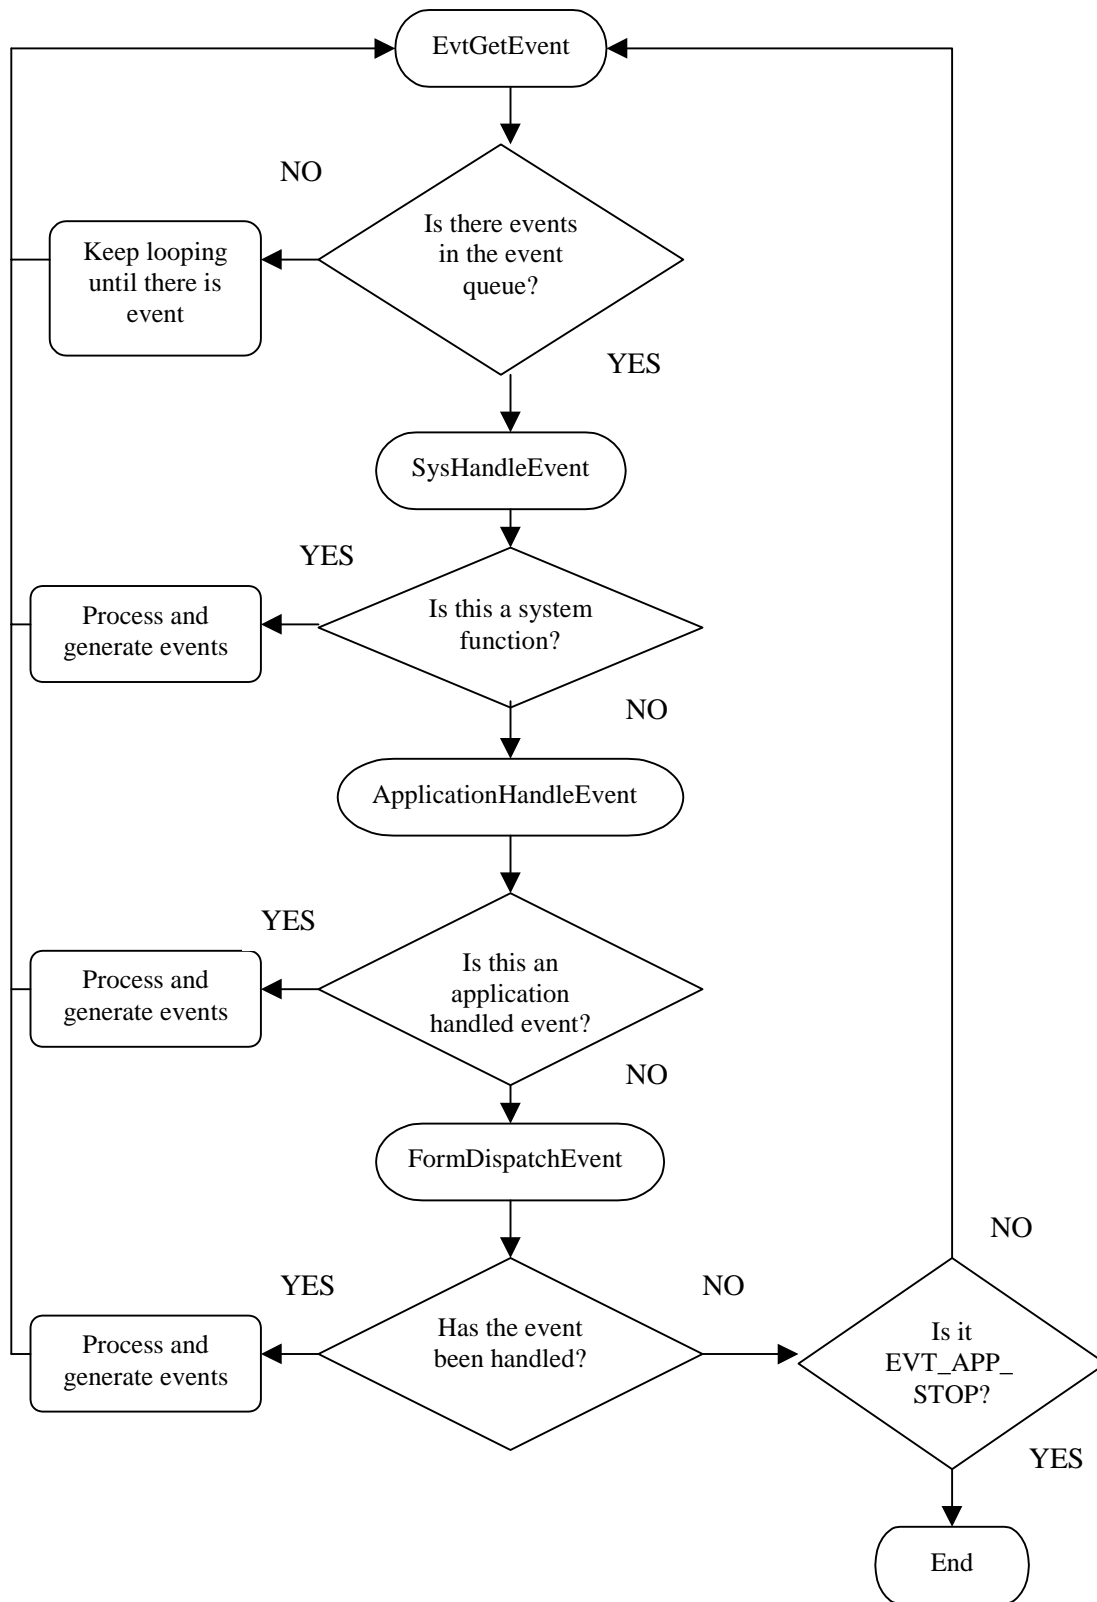 EvtGetEvent
NO
Is there events
in the event
queue?
Keep looping
until there is
event
YES
SysHandleEvent
YES
Is this a system
function?
Process and
generate events
NO
ApplicationHandleEvent
YES
Is this an
application
handled event?
Process and
generate events
NO
FormDispatchEvent
NO
YES
NO
Has the event
been handled?
Process and
generate events
Is it
EVT_APP_
STOP?
YES
End